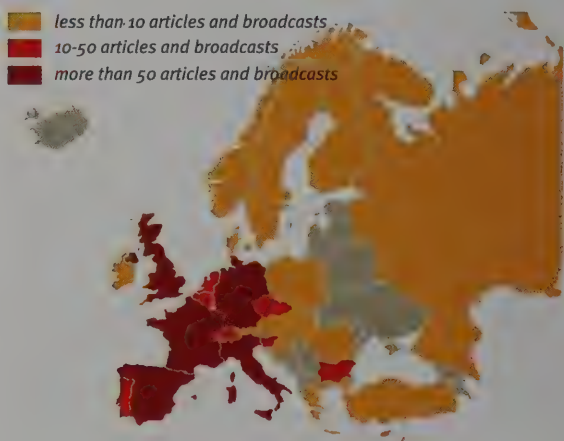 less than 10 articles and broadcasts
10-50 articles and broadcasts
more than 50 articles and broadcasts